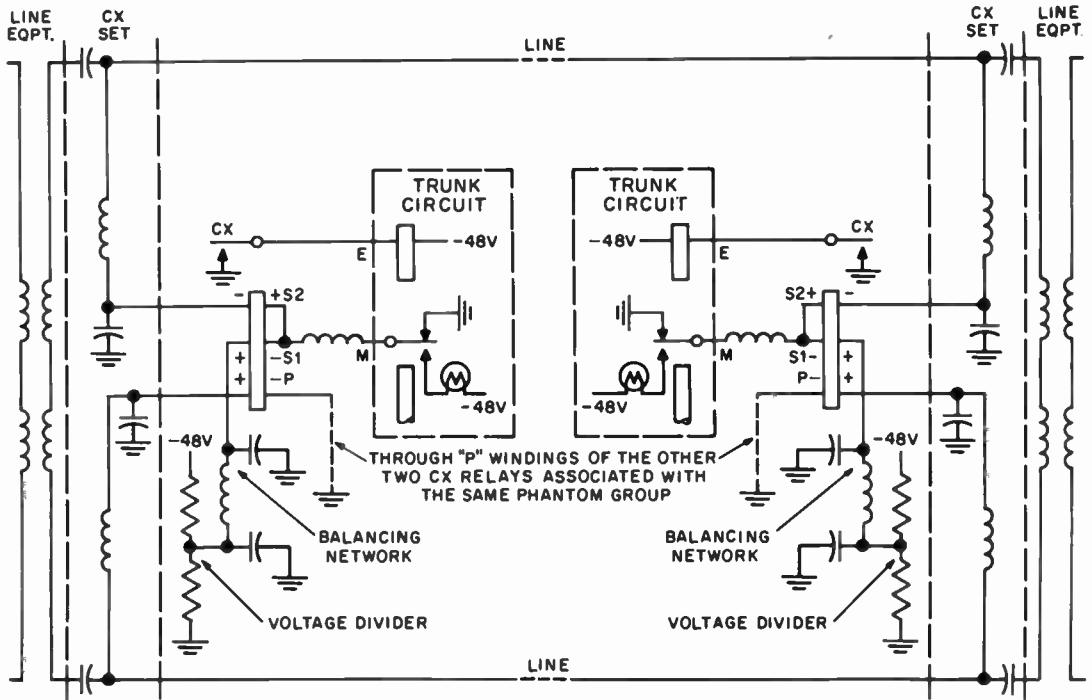 LINE
EQPT.
CX
SET
LINE
CX
SET
LINE
EQPT.
TRUNK
CIRCUIT
TRUNK
CIRCUIT
CX
E
-48V
-48V
E
CX
-
+S2
S2+
-
+
-S1
M
M
S1-
+
+
-P
P-
+
-48V
-48V
-48V
-48V
THROUGH "P" WINDINGS OF THE OTHER
TWO CX RELAYS ASSOCIATED WITH
THE SAME PHANTOM GROUP
BALANCING
NETWORK
BALANCING
NETWORK
VOLTAGE DIVIDER
VOLTAGE DIVIDER
LINE